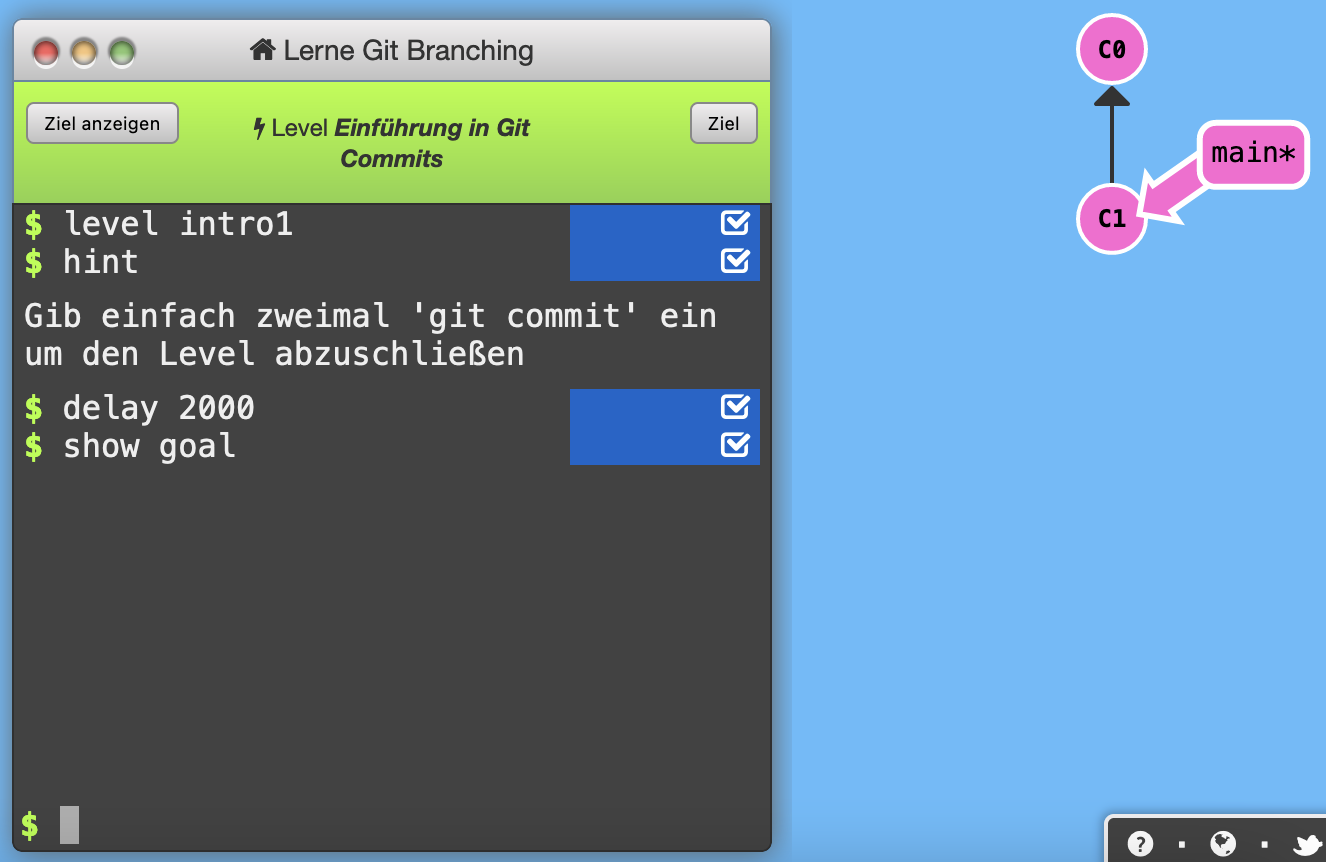 Lerne Git Branching
Ziel anzeigen
Level Einführung in Git
Commits
Ziel
$ level intro1
$ hint
Gib einfach zweimal 'git commit' ein
um den Level abzuschließen
$ delay 2000
$ show goal
$
C0
main*
C1
?